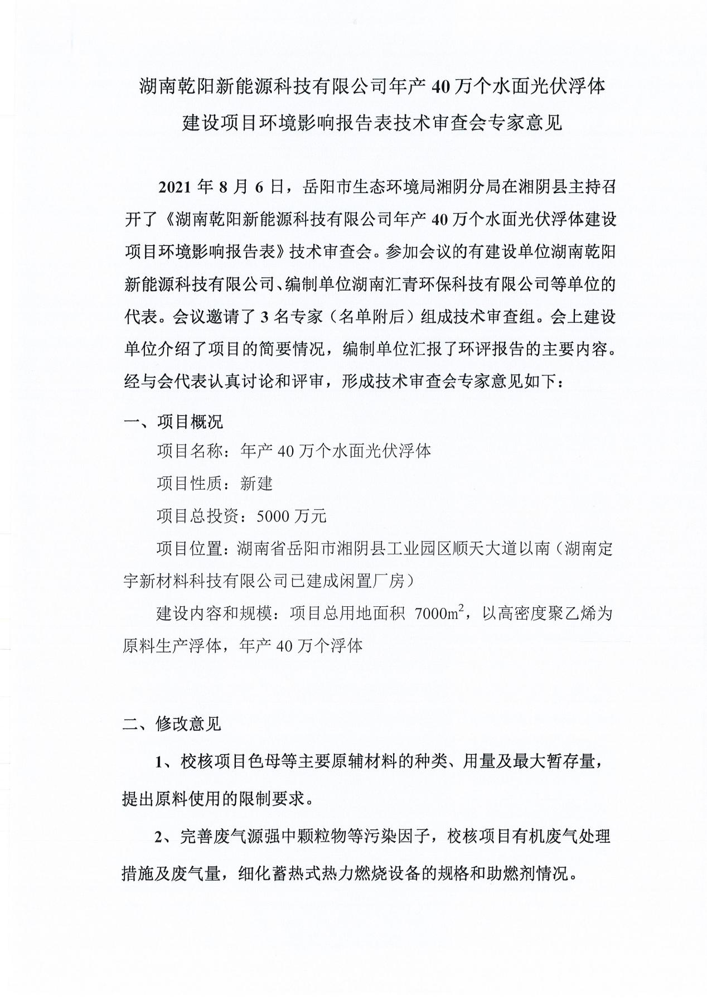 湖南乾阳新能源科技有限公司年产 40 万个水面光伏浮体
建设项目环境影响报告表技术审查会专家意见
2021 年 8 月 6 日，岳阳市生态环境局湘阴分局在湘阴县主持召
开了《湖南乾阳新能源科技有限公司年产 40 万个水面光伏浮体建设
项目环境影响报告表》技术审查会。参加会议的有建设单位湖南乾阳
新能源科技有限公司、编制单位湖南汇青环保科技有限公司等单位的
代表。会议邀请了 3 名专家（名单附后）组成技术审查组。会上建设
单位介绍了项目的简要情况，编制单位汇报了环评报告的主要内容。
经与会代表认真讨论和评审，形成技术审查会专家意见如下：
一、项目概况
项目名称：年产 40 万个水面光伏浮体
项目性质：新建
项目总投资：5000 万元
项目位置：湖南省岳阳市湘阴县工业园区顺天大道以南（湖南定
宇新材料科技有限公司已建成闲置厂房）
建设内容和规模：项目总用地面积 7000m²，以高密度聚乙烯为
原料生产浮体，年产 40 万个浮体
二、修改意见
1、校核项目色母等主要原辅材料的种类、用量及最大暂存量，
提出原料使用的限制要求。
2、完善废气源强中颗粒物等污染因子，校核项目有机废气处理
措施及废气量，细化蓄热式热力燃烧设备的规格和助燃剂情况。